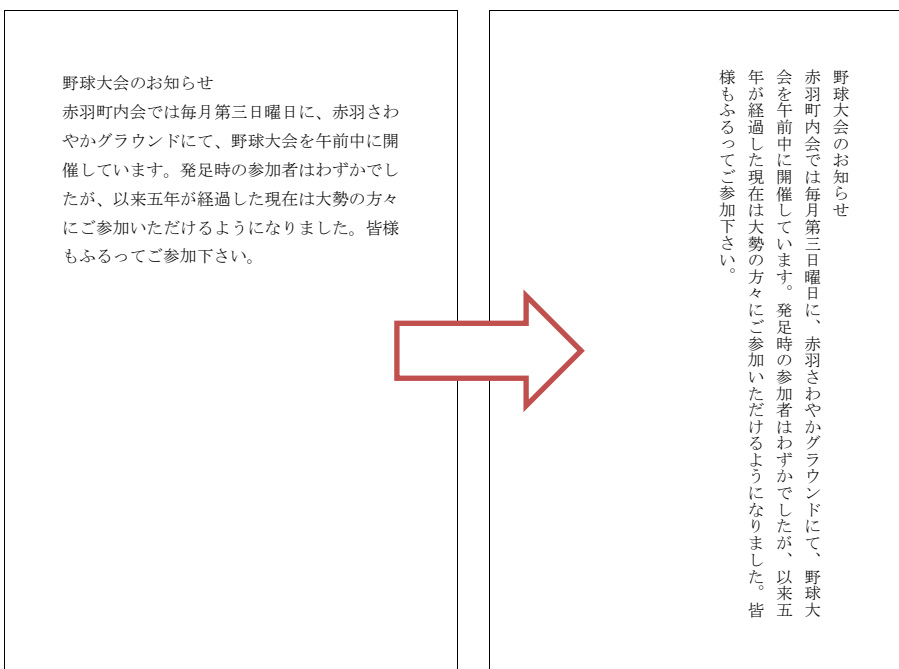 野球大会のお知らせ
赤羽町内会では毎月第三日曜日に、赤羽さわ
やかグラウンドにて、野球大会を午前中に開
催しています。発足時の参加者はわずかでし
たが、以来五年が経過した現在は大勢の方々
にご参加いただけるようになりました。皆様
もふるってご参加下さい。
野球大会のお知らせ
赤羽町内会では毎月第三日曜日に、赤羽さわやかグラウンドにて、野球大
会を午前中に開催しています。発足時の参加者はわずかでしたが、以来五
年が経過した現在は大勢の方々にご参加いただけるようになりました。皆
様もふるってご参加下さい。